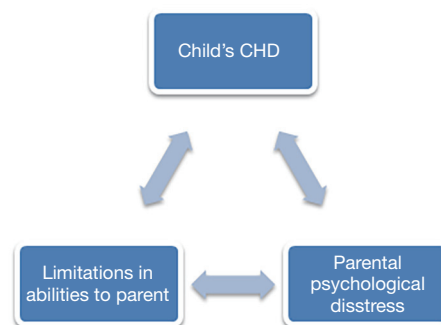 Child’s CHD
Limitations in
abilities to parent
Parental
psychological
disstress